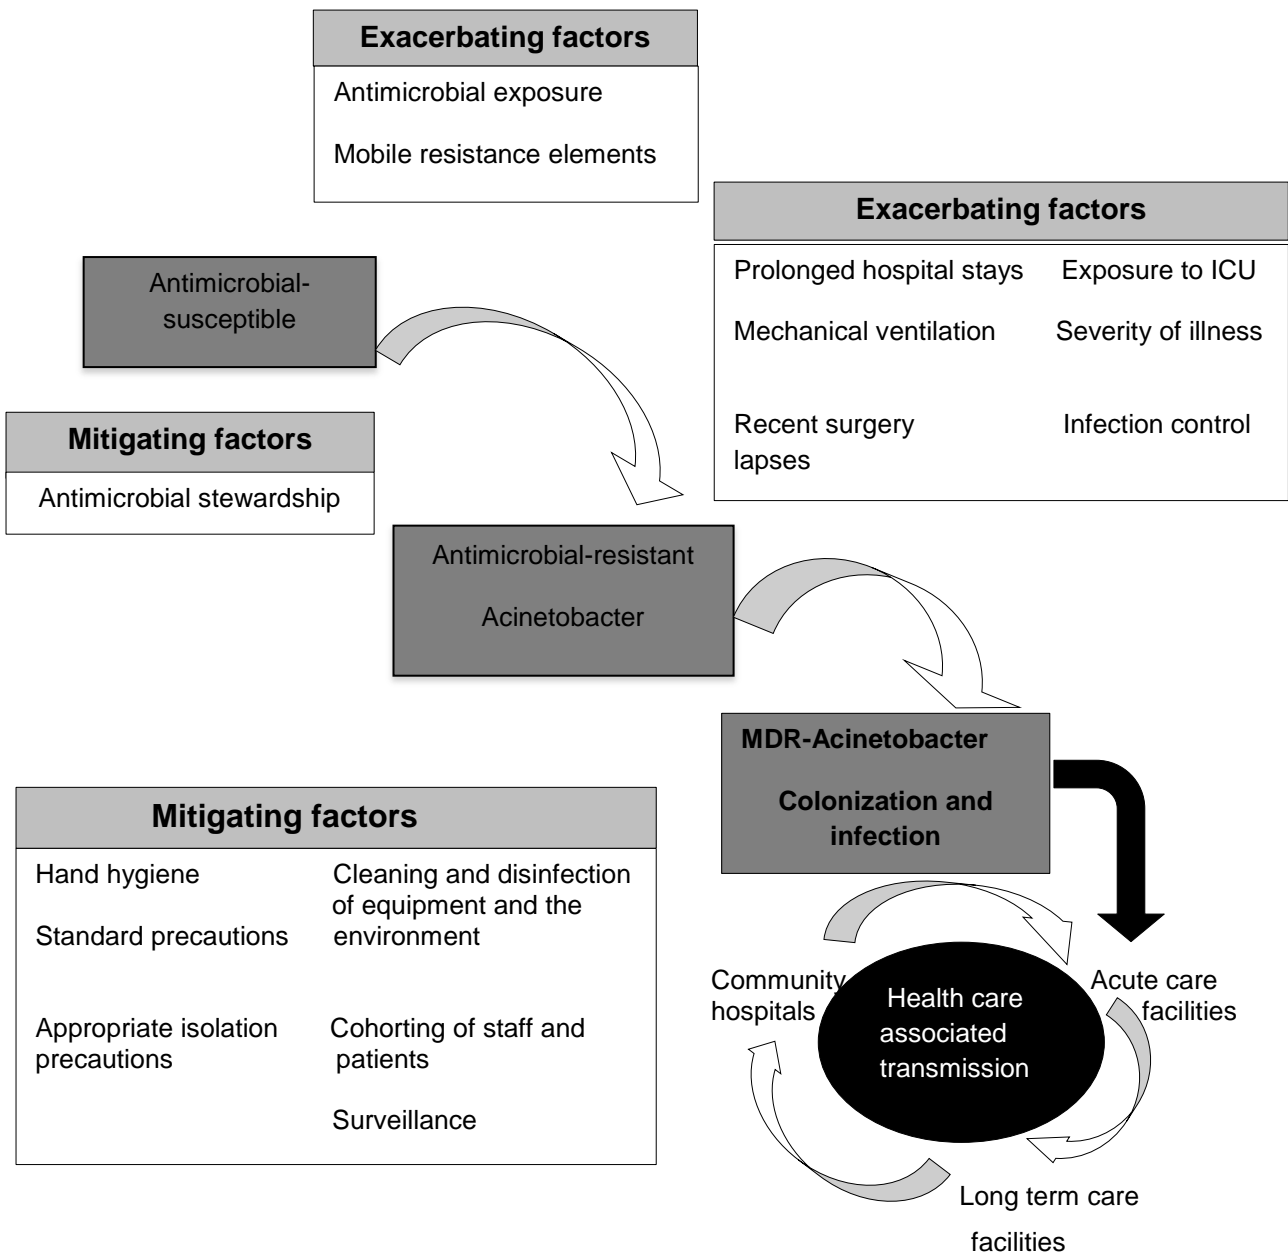 Exacerbating factors
Antimicrobial exposure
Mobile resistance elements
Exacerbating factors
Prolonged hospital stays Exposure to ICU
Mechanical ventilation Severity of illness
Recent surgery Infection control
lapses
Antimicrobial-
susceptible
Mitigating factors
Antimicrobial stewardship
Antimicrobial-resistant
Acinetobacter
MDR-Acinetobacter
Colonization and
infection
Mitigating factors
Hand hygiene Cleaning and disinfection
of equipment and the
Standard precautions environment
Appropriate isolation Cohorting of staff and
precautions patients
Surveillance
Community
hospitals
Health care
associated
transmission
Acute care
facilities
Long term care
facilities